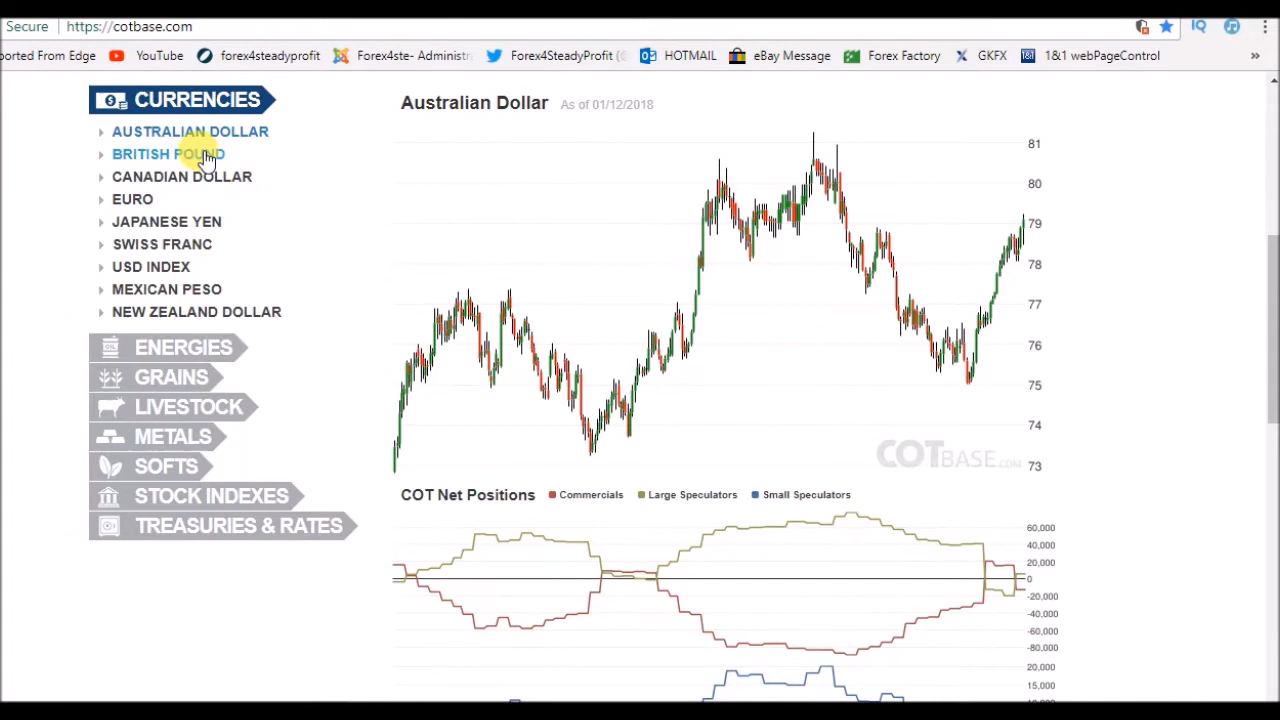 Secure https://cotbase.com
orted From Edge YouTube forex4steadyprofit Forex4ste- Administra Forex4SteadyProfit (@ HOTMAIL eBay Message Forex Factory GKFX 1&1 webPageControl »
CURRENCIES
AUSTRALIAN DOLLAR
BRITISH POUND
CANADIAN DOLLAR
EURO
JAPANESE YEN
SWISS FRANC
USD INDEX
MEXICAN PESO
NEW ZEALAND DOLLAR
ENERGIES
GRAINS
LIVESTOCK
METALS
SOFTS
STOCK INDEXES
TREASURIES & RATES
Australian Dollar As of 01/12/2018
81
80
79
78
77
76
75
74
73
COTBASE.COM
COT Net Positions Commercials Large Speculators Small Speculators
60,000
40,000
20,000
0
-20,000
-40,000
-60,000
-80,000
20,000
15,000